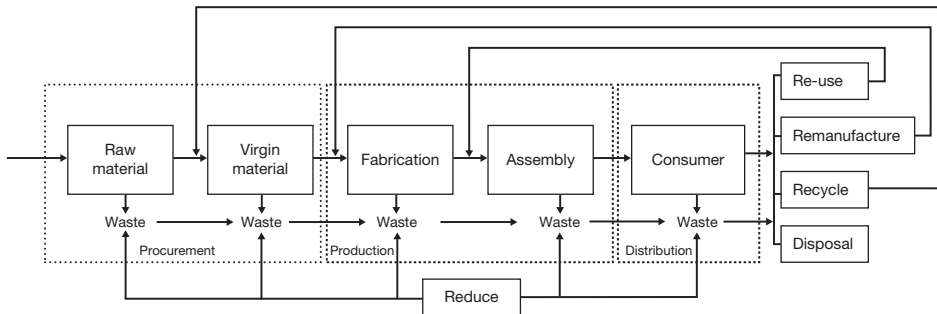 Re-use
Remanufacture
Raw
material
Virgin
material
Fabrication
Assembly
Consumer
Recycle
Waste
Waste
Waste
Waste
Waste
Procurement
Production
Distribution
Disposal
Reduce